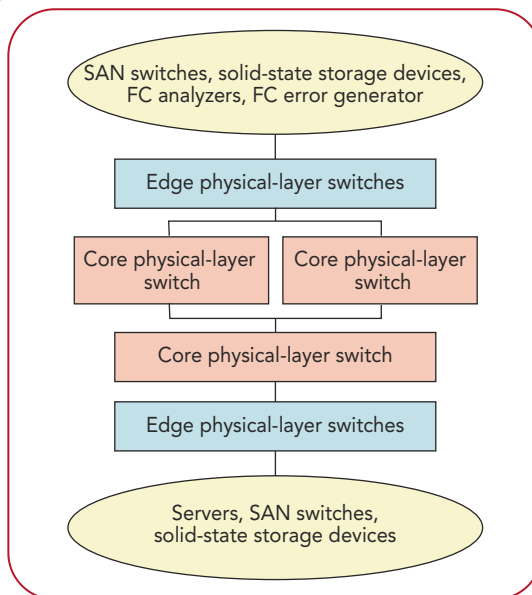 SAN switches, solid-state storage devices,
FC analyzers, FC error generator
Edge physical-layer switches
Core physical-layer
switch
Core physical-layer
switch
Core physical-layer switch
Edge physical-layer switches
Servers, SAN switches,
solid-state storage devices